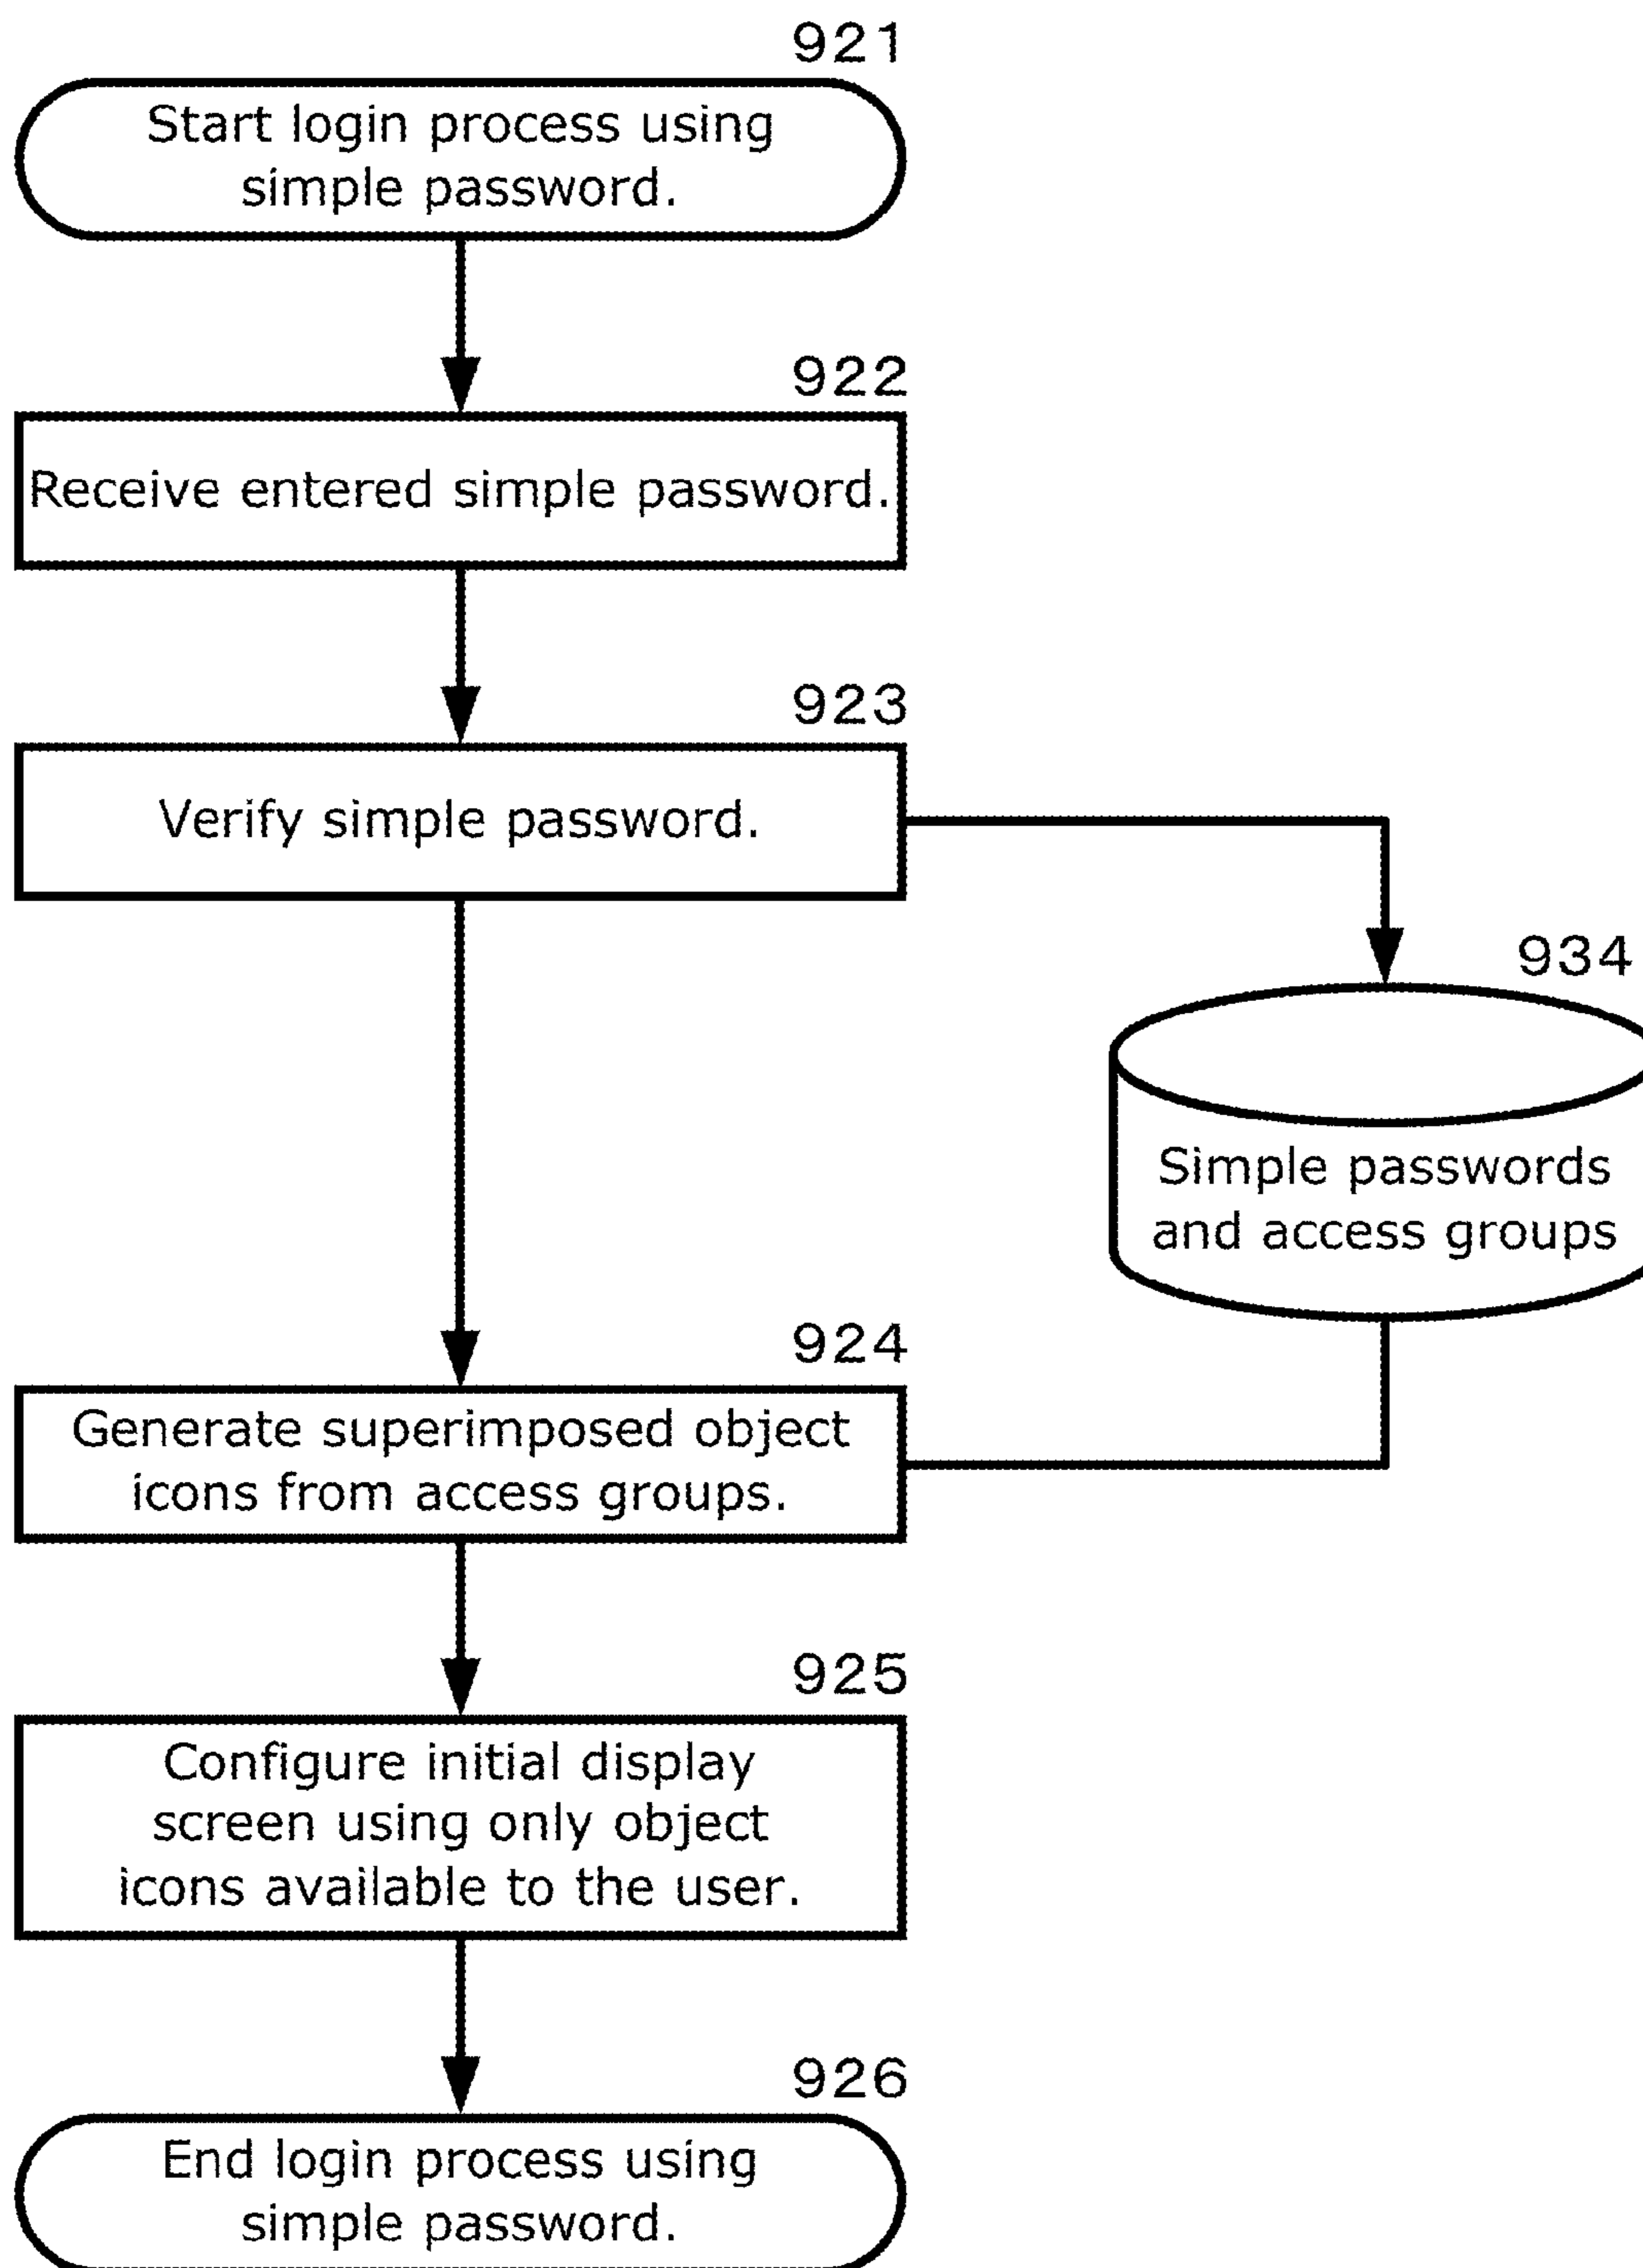 921
Start login process using
simple password.
922
Receive entered simple password.
923
Verify simple password.
934
Simple passwords
and access groups
924
Generate superimposed object
icons from access groups.
925
Configure initial display
screen using only object
icons available to the user.
926
End login process using
simple password.